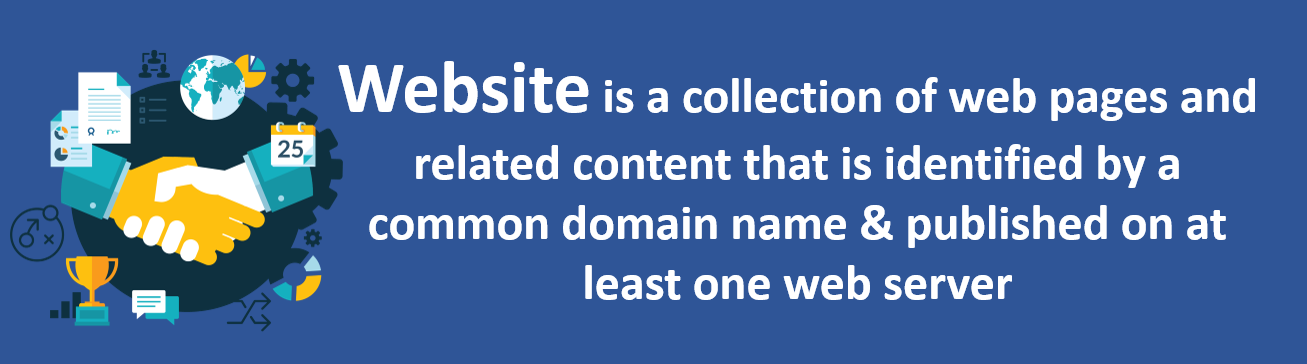 Website is a collection of web pages and
related content that is identified by a
common domain name & published on at
least one web server
25